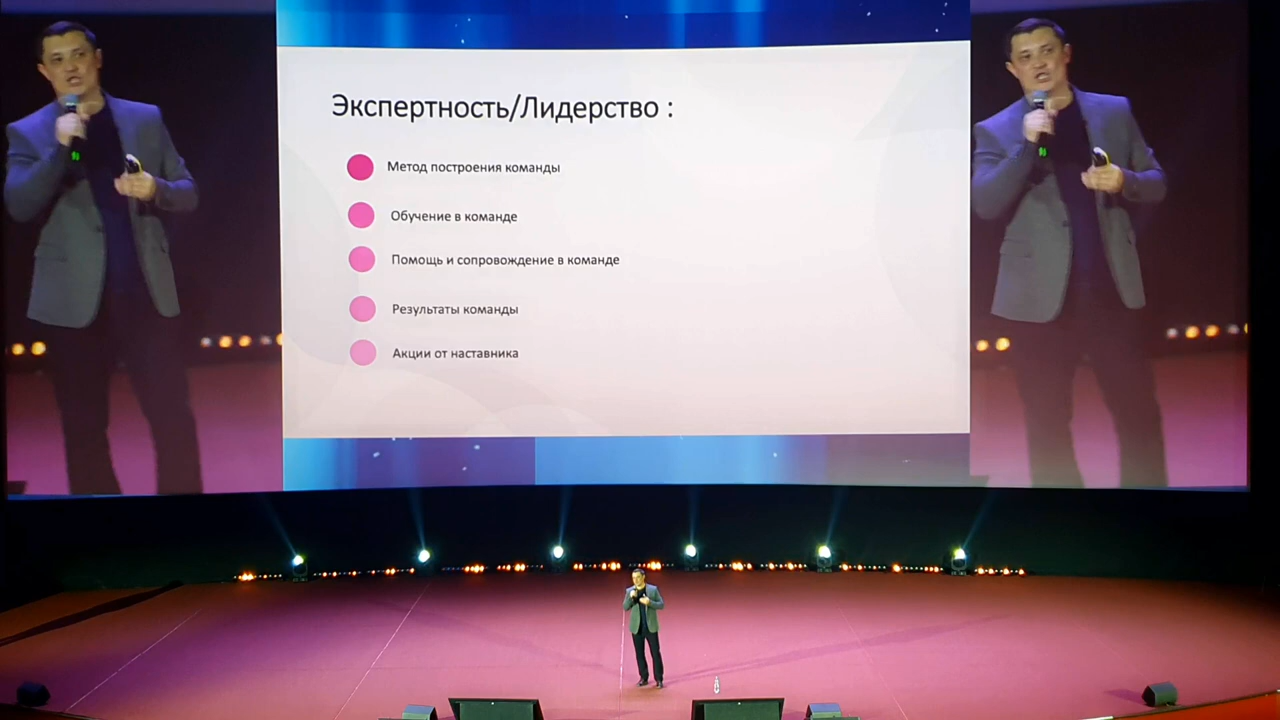 Экспертность/Лидерство :
Метод построения команды
Обучение в команде
Помощь и сопровождение в команде
Результаты команды
Акции от наставника